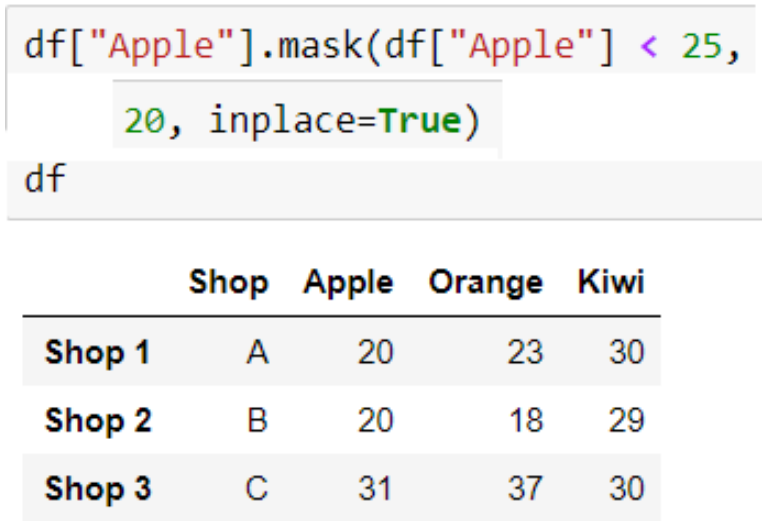 df["Apple"].mask(df["Apple"] < 25,
20, inplace=True)
df
Shop Apple Orange Kiwi
Shop 1 A 20 23 30
Shop 2 B 20 18 29
Shop 3 C 31 37 30